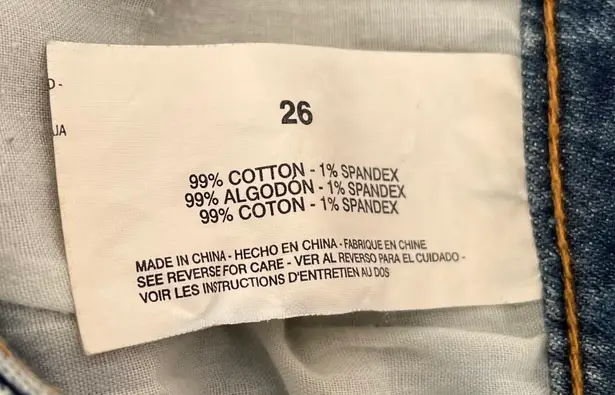 D-
UA
26
99% COTTON - 1% SPANDEX
99% ALGODON - 1% SPANDEX
99% COTON - 1% SPANDEX
MADE IN CHINA - HECHO EN CHINA - FABRIQUE EN CHINE
SEE REVERSE FOR CARE - VER AL REVERSO PARA EL CUIDADO -
VOIR LES INSTRUCTIONS D'ENTRETIEN AU DOS